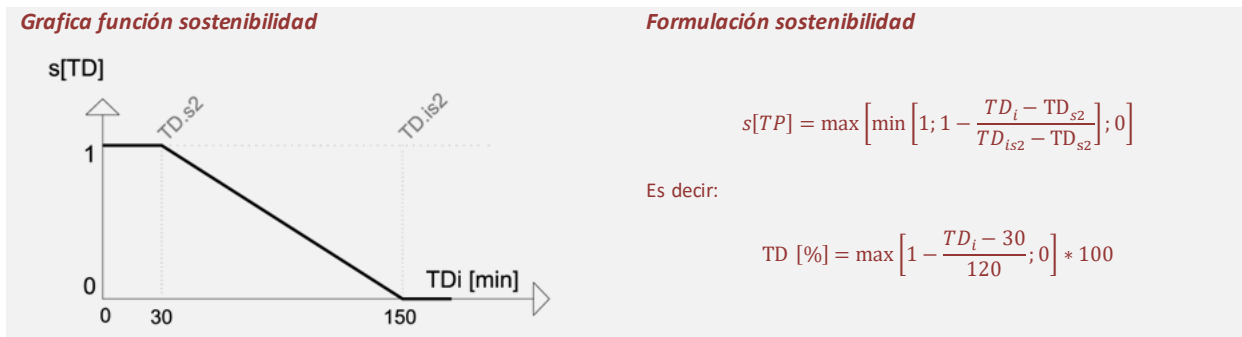 Grafica función sostenibilidad
s[TD]
TD.s2
TD.is2
1
0
TDi [min]
0 30 150
Formulación sostenibilidad
s[TP] = max [min [1; 1 − (TD_i − TD_s2)/(TD_is2 − TD_s2)]; 0]
Es decir:
TD [%] = max [1 − (TD_i − 30)/120; 0] * 100